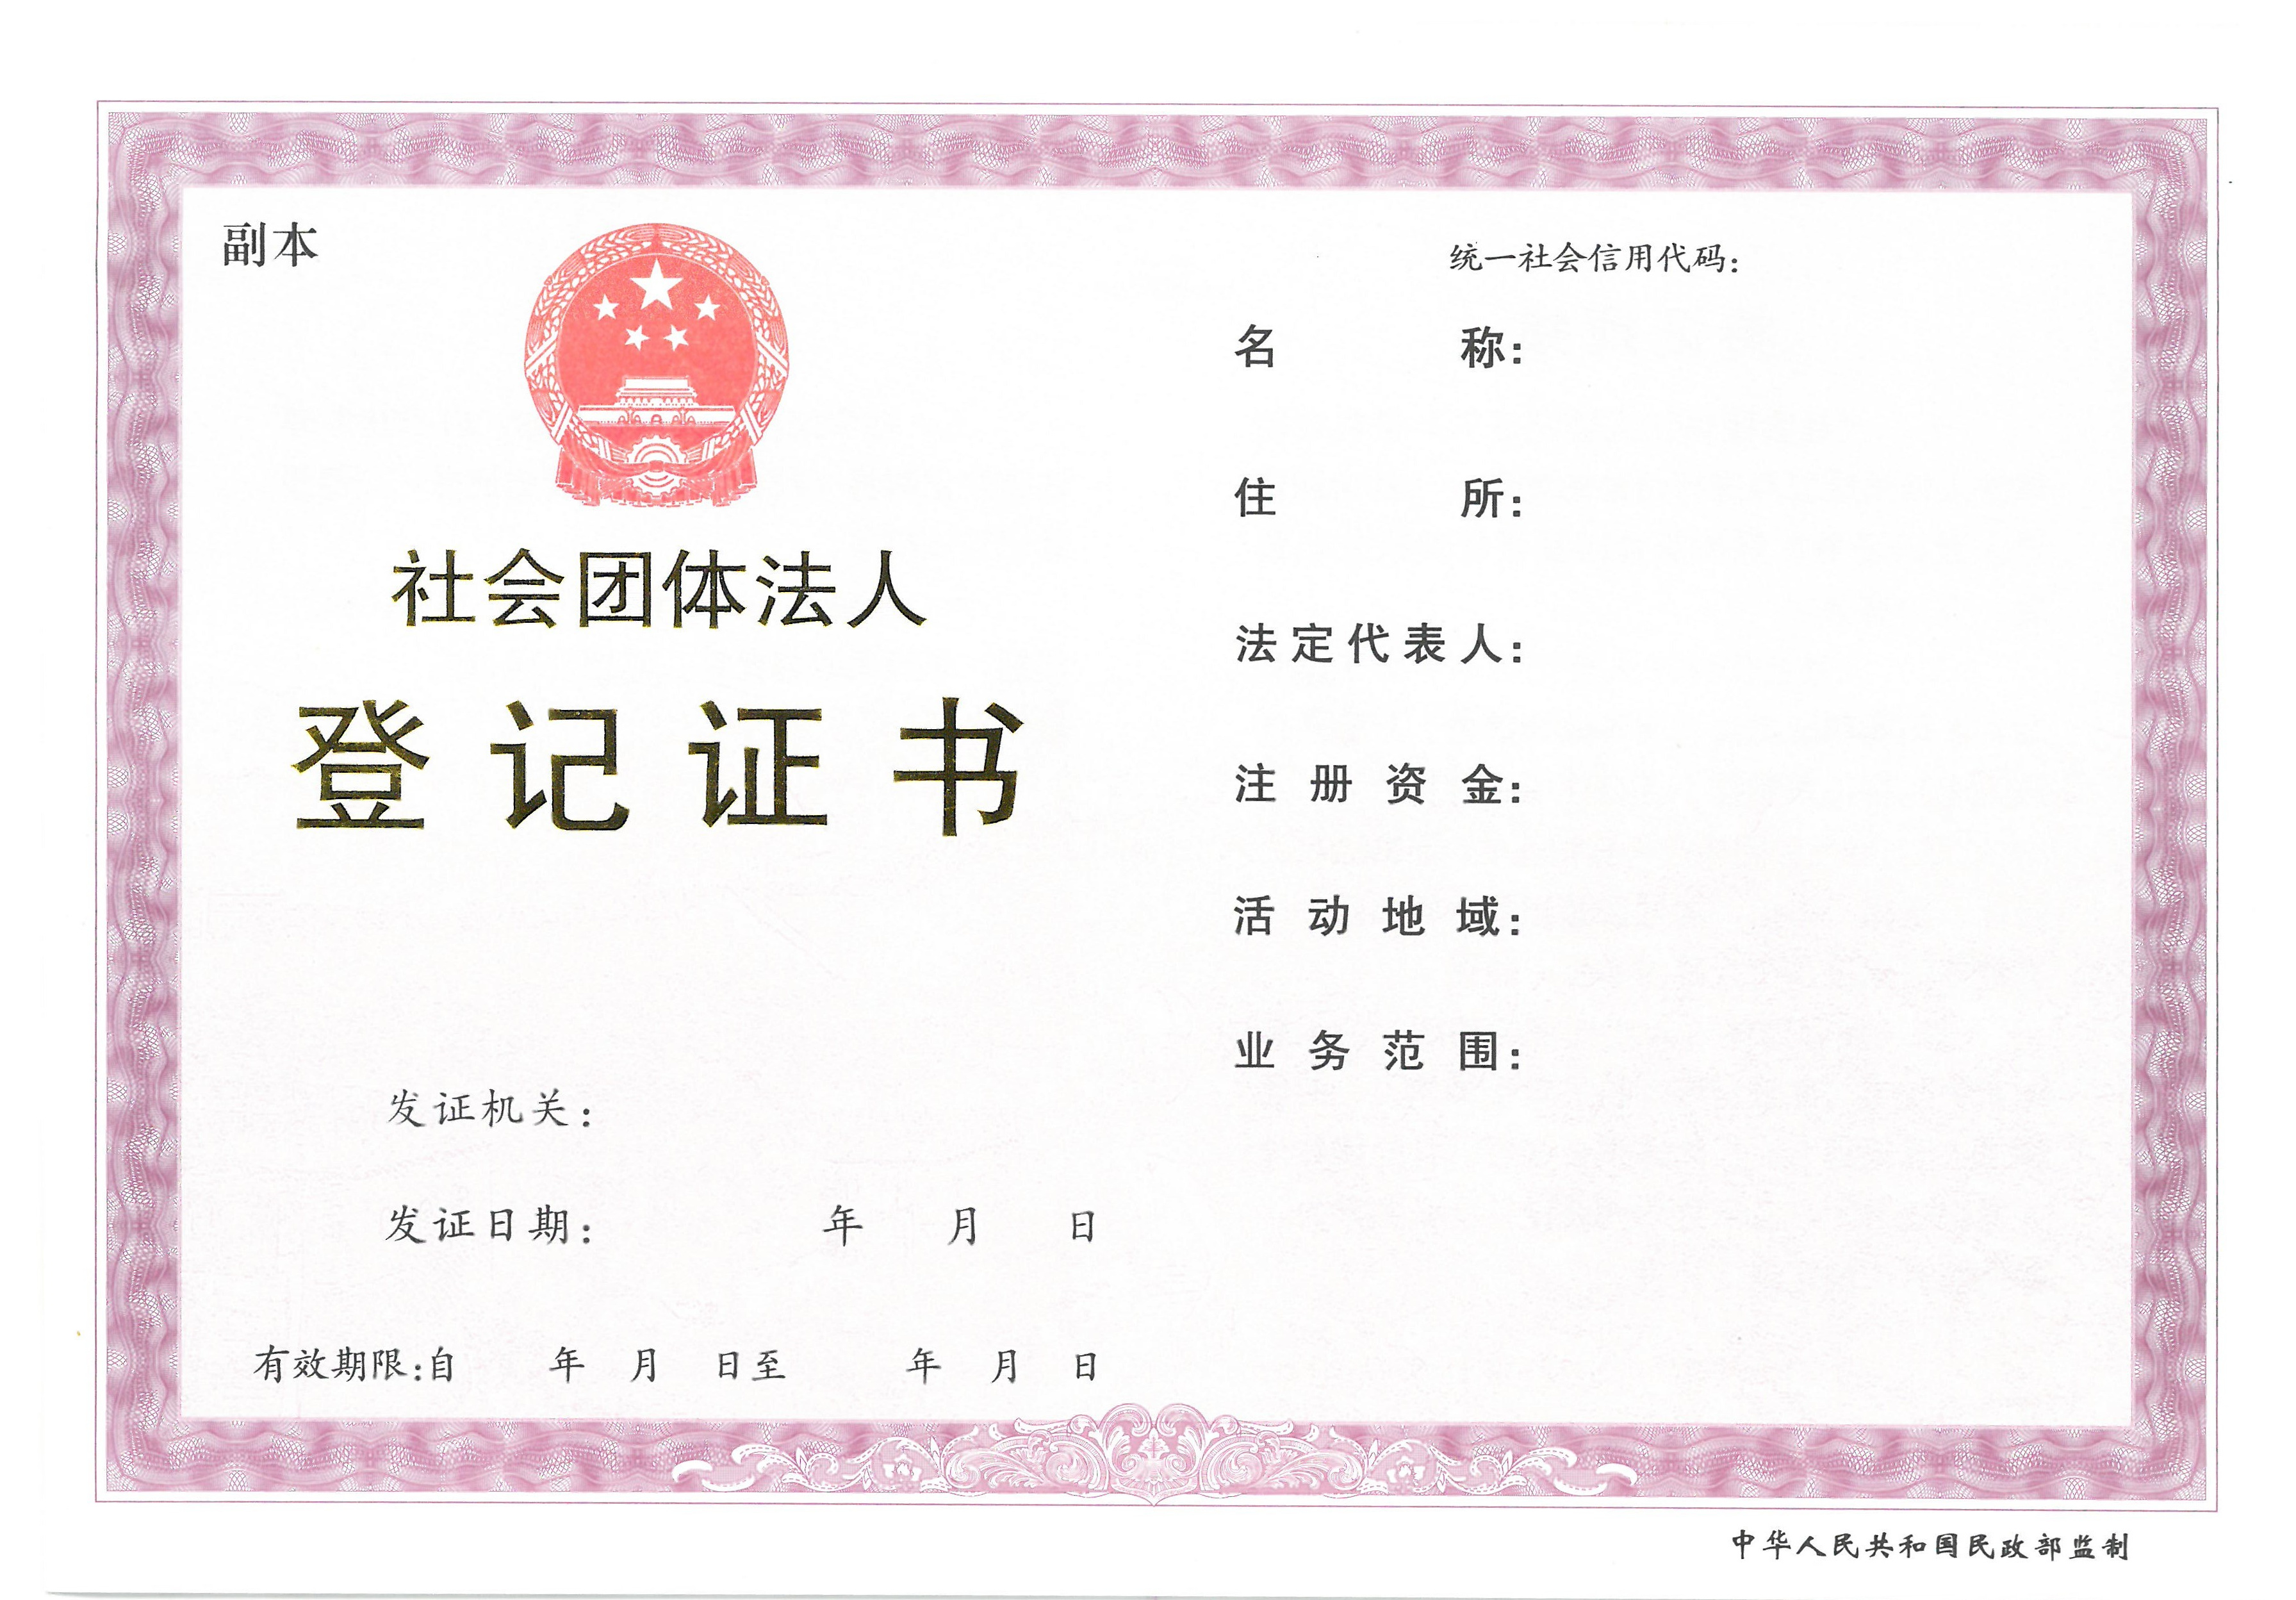 副本
社会团体法人
登记证书
发证机关:
发证日期: 年 月 日
有效期限:自 年 月 日至 年 月 日
统一社会信用代码:
名称:
住所:
法定代表人:
注册资金:
活动地域:
业务范围:
中华人民共和国民政部监制